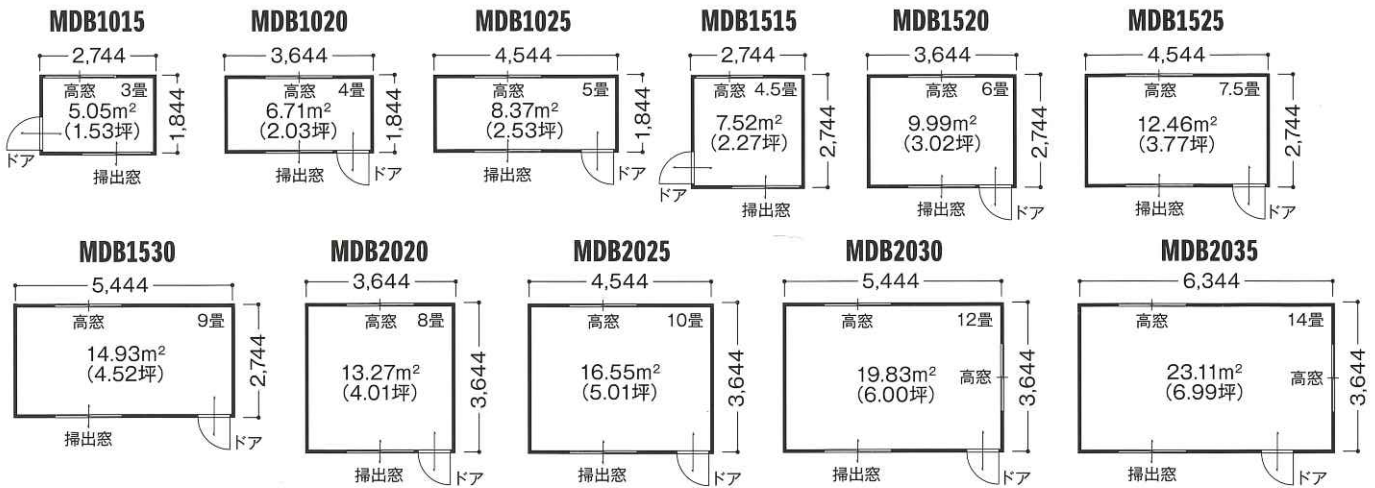 MDB1015
2,744
高窓 3畳
5.05m²
(1.53坪)
1,844
ドア
掃出窓
MDB1020
3,644
高窓 4畳
6.71m²
(2.03坪)
1,844
掃出窓
ドア
MDB1025
4,544
高窓 5畳
8.37m²
(2.53坪)
1,844
掃出窓
ドア
MDB1515
2,744
高窓 4.5畳
7.52m²
(2.27坪)
2,744
ドア
掃出窓
MDB1520
3,644
高窓 6畳
9.99m²
(3.02坪)
2,744
掃出窓
ドア
MDB1525
4,544
高窓 7.5畳
12.46m²
(3.77坪)
2,744
掃出窓
ドア
MDB1530
5,444
高窓 9畳
14.93m²
(4.52坪)
2,744
掃出窓
ドア
MDB2020
3,644
高窓 8畳
13.27m²
(4.01坪)
3,644
掃出窓
ドア
MDB2025
4,544
高窓 10畳
16.55m²
(5.01坪)
3,644
掃出窓
ドア
MDB2030
5,444
高窓 12畳
19.83m²
(6.00坪)
高窓
3,644
掃出窓
ドア
MDB2035
6,344
高窓 14畳
23.11m²
(6.99坪)
高窓
3,644
掃出窓
ドア